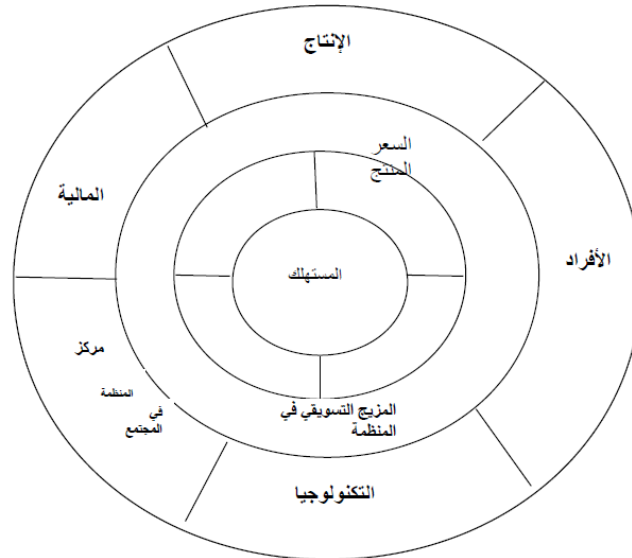 الإنتاج
السعر
المنتج
المالية
الأفراد
المستهلك
مركز
المنظمة
في
المجتمع
المزيج التسويقي في
المنظمة
التكنولوجيا